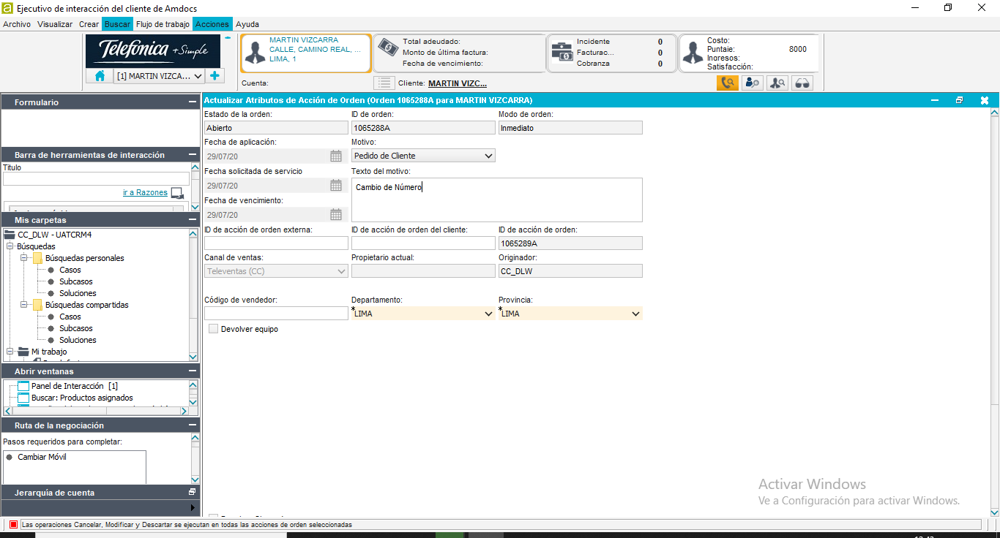 Ejecutivo de interacción del cliente de Amdocs
Archivo Visualizar Crear Buscar Flujo de trabajo Acciones Ayuda
Telefónica +Simple
[1] MARTIN VIZCA...
MARTIN VIZCARRA
CALLE, CAMINO REAL, ...
LIMA, 1
Total adeudado:
Monto de última factura:
Fecha de vencimiento:
Incidente 0
Facturac... 0
Cobranza 0
Costo:
Puntaie: 8000
Inqresos:
Satisfacción:
Cuenta:
Cliente: MARTIN VIZC...
Formulario
Barra de herramientas de interacción
Titulo
ir a Razones
Mis carpetas
CC_DLW - UATCRM4
Búsquedas
Búsquedas personales
Casos
Subcasos
Soluciones
Búsquedas compartidas
Casos
Subcasos
Soluciones
Mi trabajo
Abrir ventanas
Panel de Interacción [1]
Buscar: Productos asignados
Ruta de la negociación
Pasos requeridos para completar:
Cambiar Móvil
Jerarquía de cuenta
Actualizar Atributos de Acción de Orden (Orden 1065288A para MARTIN VIZCARRA)
Estado de la orden: ID de orden: Modo de orden:
Abierto 1065288A Inmediato
Fecha de aplicación: Motivo:
29/07/20 Pedido de Cliente
Fecha solicitada de servicio Texto del motivo:
29/07/20 Cambio de Número
Fecha de vencimiento:
29/07/20
ID de acción de orden externa: ID de acción de orden del cliente: ID de acción de orden:
1065289A
Canal de ventas: Propietario actual: Originador:
Televentas (CC) CC_DLW
Código de vendedor: Departamento: Provincia:
*LIMA *LIMA
Devolver equipo
Activar Windows
Ve a Configuración para activar Windows.
Las operaciones Cancelar, Modificar y Descartar se ejecutan en todas las acciones de orden seleccionadas